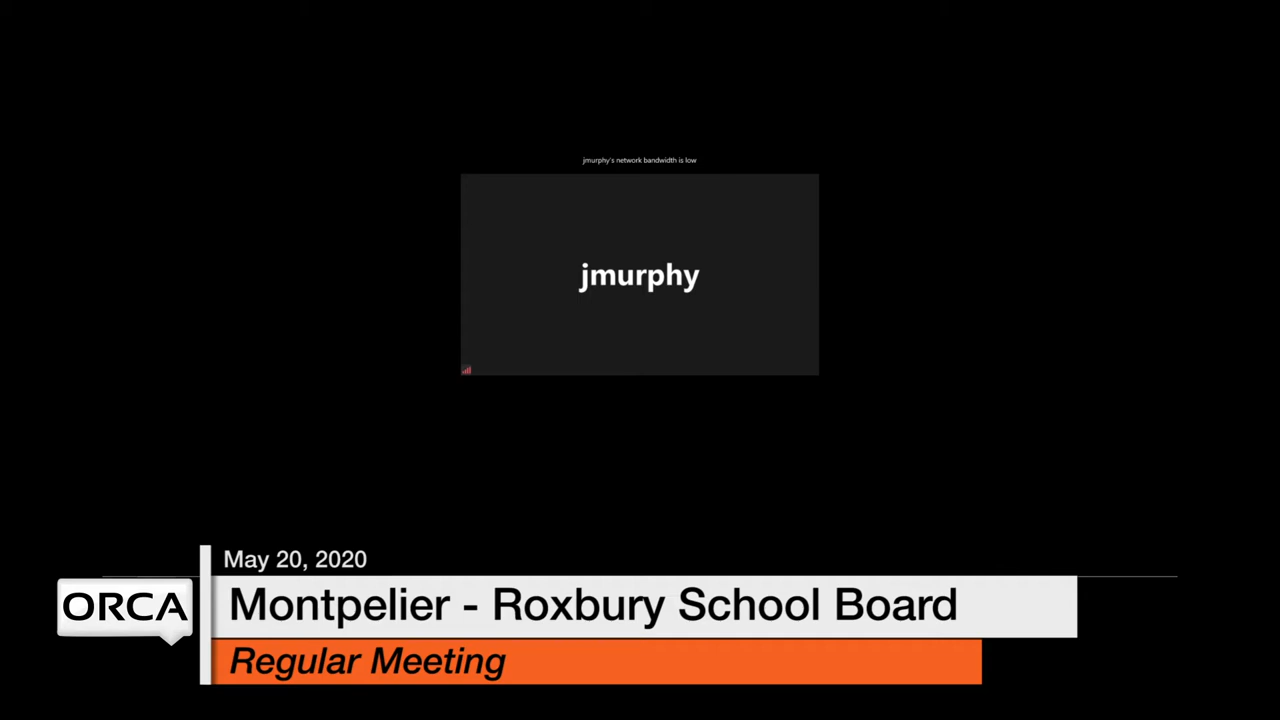 jmurphy's network bandwidth is low
jmurphy
May 20, 2020
ORCA
Montpelier - Roxbury School Board
Regular Meeting